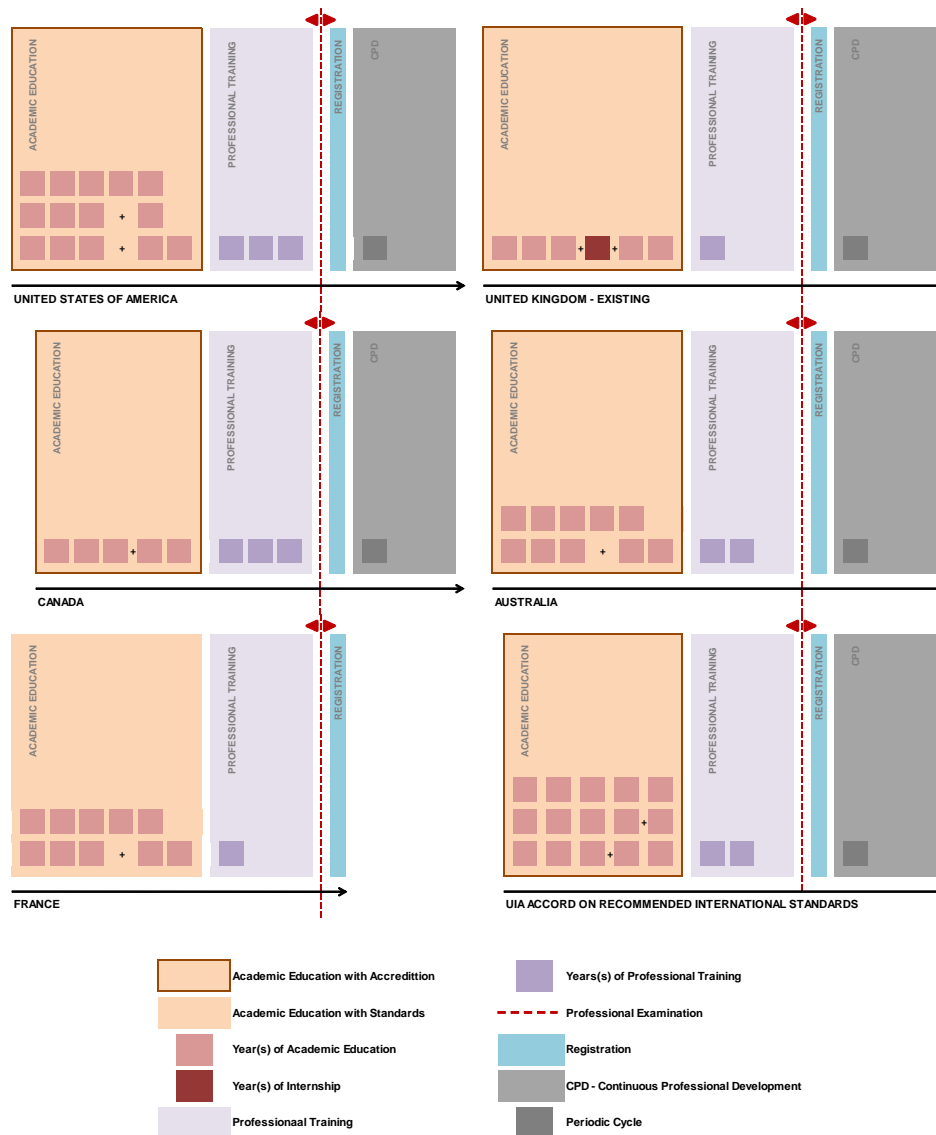 ACADEMIC EDUCATION
PROFESSIONAL TRAINING
REGISTRATION
CPD
+
+
UNITED STATES OF AMERICA
ACADEMIC EDUCATION
PROFESSIONAL TRAINING
REGISTRATION
CPD
+
+
UNITED KINGDOM - EXISTING
ACADEMIC EDUCATION
PROFESSIONAL TRAINING
REGISTRATION
CPD
+
CANADA
ACADEMIC EDUCATION
PROFESSIONAL TRAINING
REGISTRATION
CPD
+
AUSTRALIA
ACADEMIC EDUCATION
PROFESSIONAL TRAINING
REGISTRATION
+
FRANCE
ACADEMIC EDUCATION
PROFESSIONAL TRAINING
REGISTRATION
CPD
+
+
UIA ACCORD ON RECOMMENDED INTERNATIONAL STANDARDS
Academic Education with Accredittion
Academic Education with Standards
Year(s) of Academic Education
Year(s) of Internship
Professionaal Training
Years(s) of Professional Training
Professional Examination
Registration
CPD - Continuous Professional Development
Periodic Cycle